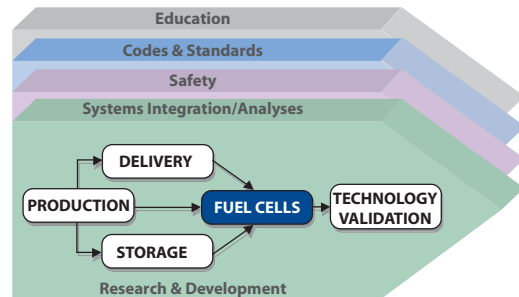 Education
Codes & Standards
Safety
Systems Integration/Analyses
DELIVERY
PRODUCTION
FUEL CELLS
TECHNOLOGY
VALIDATION
STORAGE
Research & Development